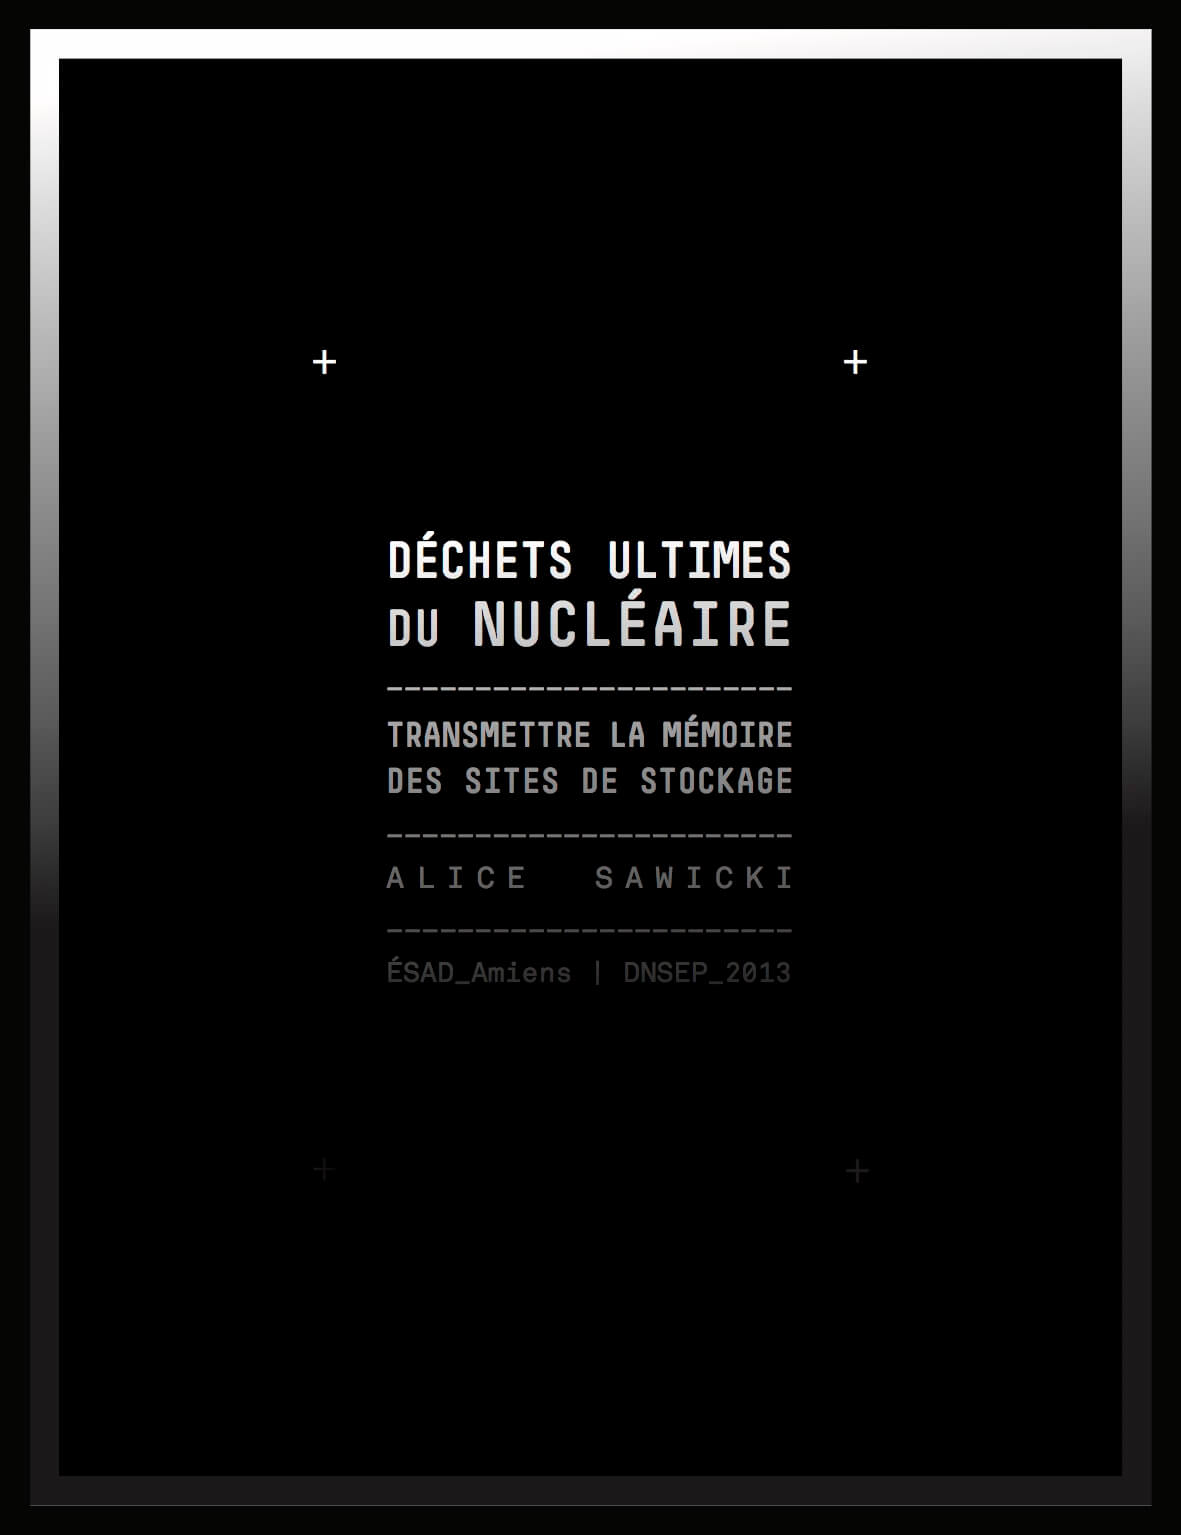 DÉCHETS ULTIMES
DU NUCLÉAIRE
TRANSMETTRE LA MÉMOIRE
DES SITES DE STOCKAGE
ALICE SAWICKI
ÉSAD_Amiens | DNSEP_2013